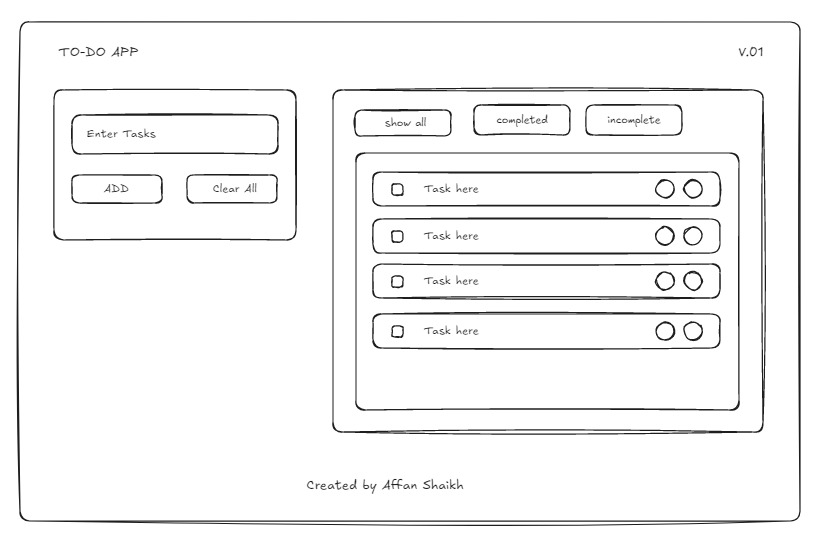 TO-DO APP
V.01
Enter Tasks
ADD
Clear All
show all
completed
incomplete
Task here
Task here
Task here
Task here
Created by Affan Shaikh